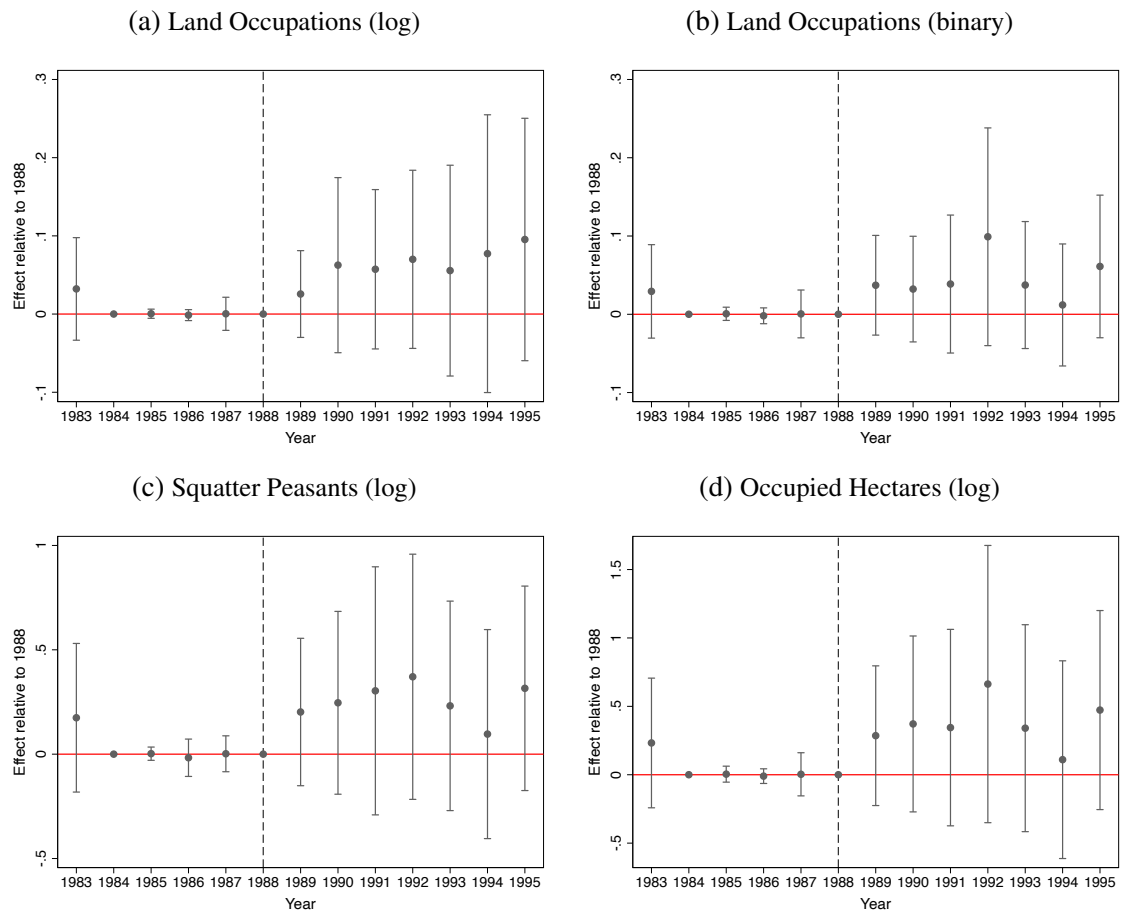 (a) Land Occupations (log)
.3
.2
.1
0
-.1
Effect relative to 1988
1983 1984 1985 1986 1987 1988 1989 1990 1991 1992 1993 1994 1995
Year
(b) Land Occupations (binary)
.3
.2
.1
0
-.1
Effect relative to 1988
1983 1984 1985 1986 1987 1988 1989 1990 1991 1992 1993 1994 1995
Year
(c) Squatter Peasants (log)
1
.5
0
-.5
Effect relative to 1988
1983 1984 1985 1986 1987 1988 1989 1990 1991 1992 1993 1994 1995
Year
(d) Occupied Hectares (log)
1.5
1
.5
0
-.5
Effect relative to 1988
1983 1984 1985 1986 1987 1988 1989 1990 1991 1992 1993 1994 1995
Year